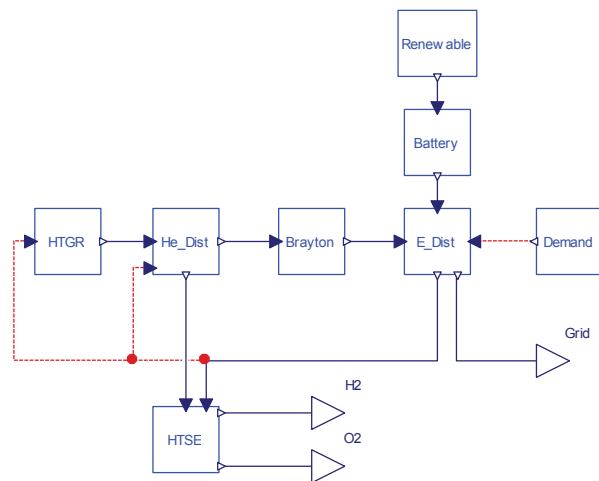 Renew able
Battery
HTGR
He_Dist
Brayton
E_Dist
Demand
Grid
H2
O2
HTSE